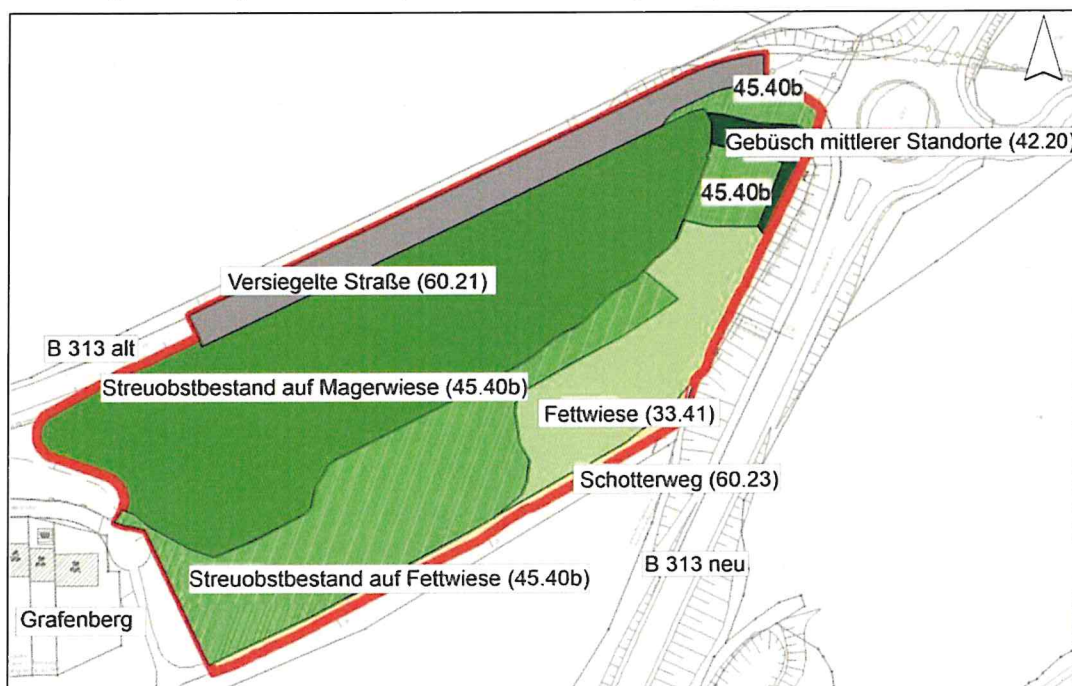 45.40b
Gebüsch mittlerer Standorte (42.20)
45.40b
Versiegelte Straße (60.21)
B 313 alt
Streuobstbestand auf Magerwiese (45.40b)
Fettwiese (33.41)
Schotterweg (60.23)
B 313 neu
Streuobstbestand auf Fettwiese (45.40b)
Grafenberg